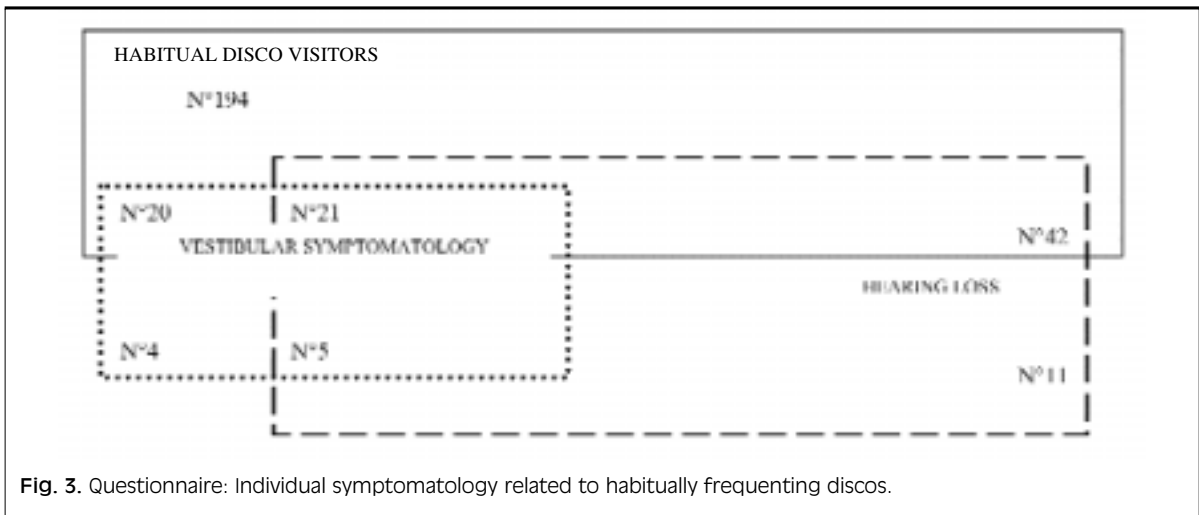 HABITUAL DISCO VISITORS
N°194
N°20 N°21
VESTIBULAR SYMPTOMATOLOGY
N°42
HEARING LOSS
N°4 N°5
N°11
Fig. 3. Questionnaire: Individual symptomatology related to habitually frequenting discos.